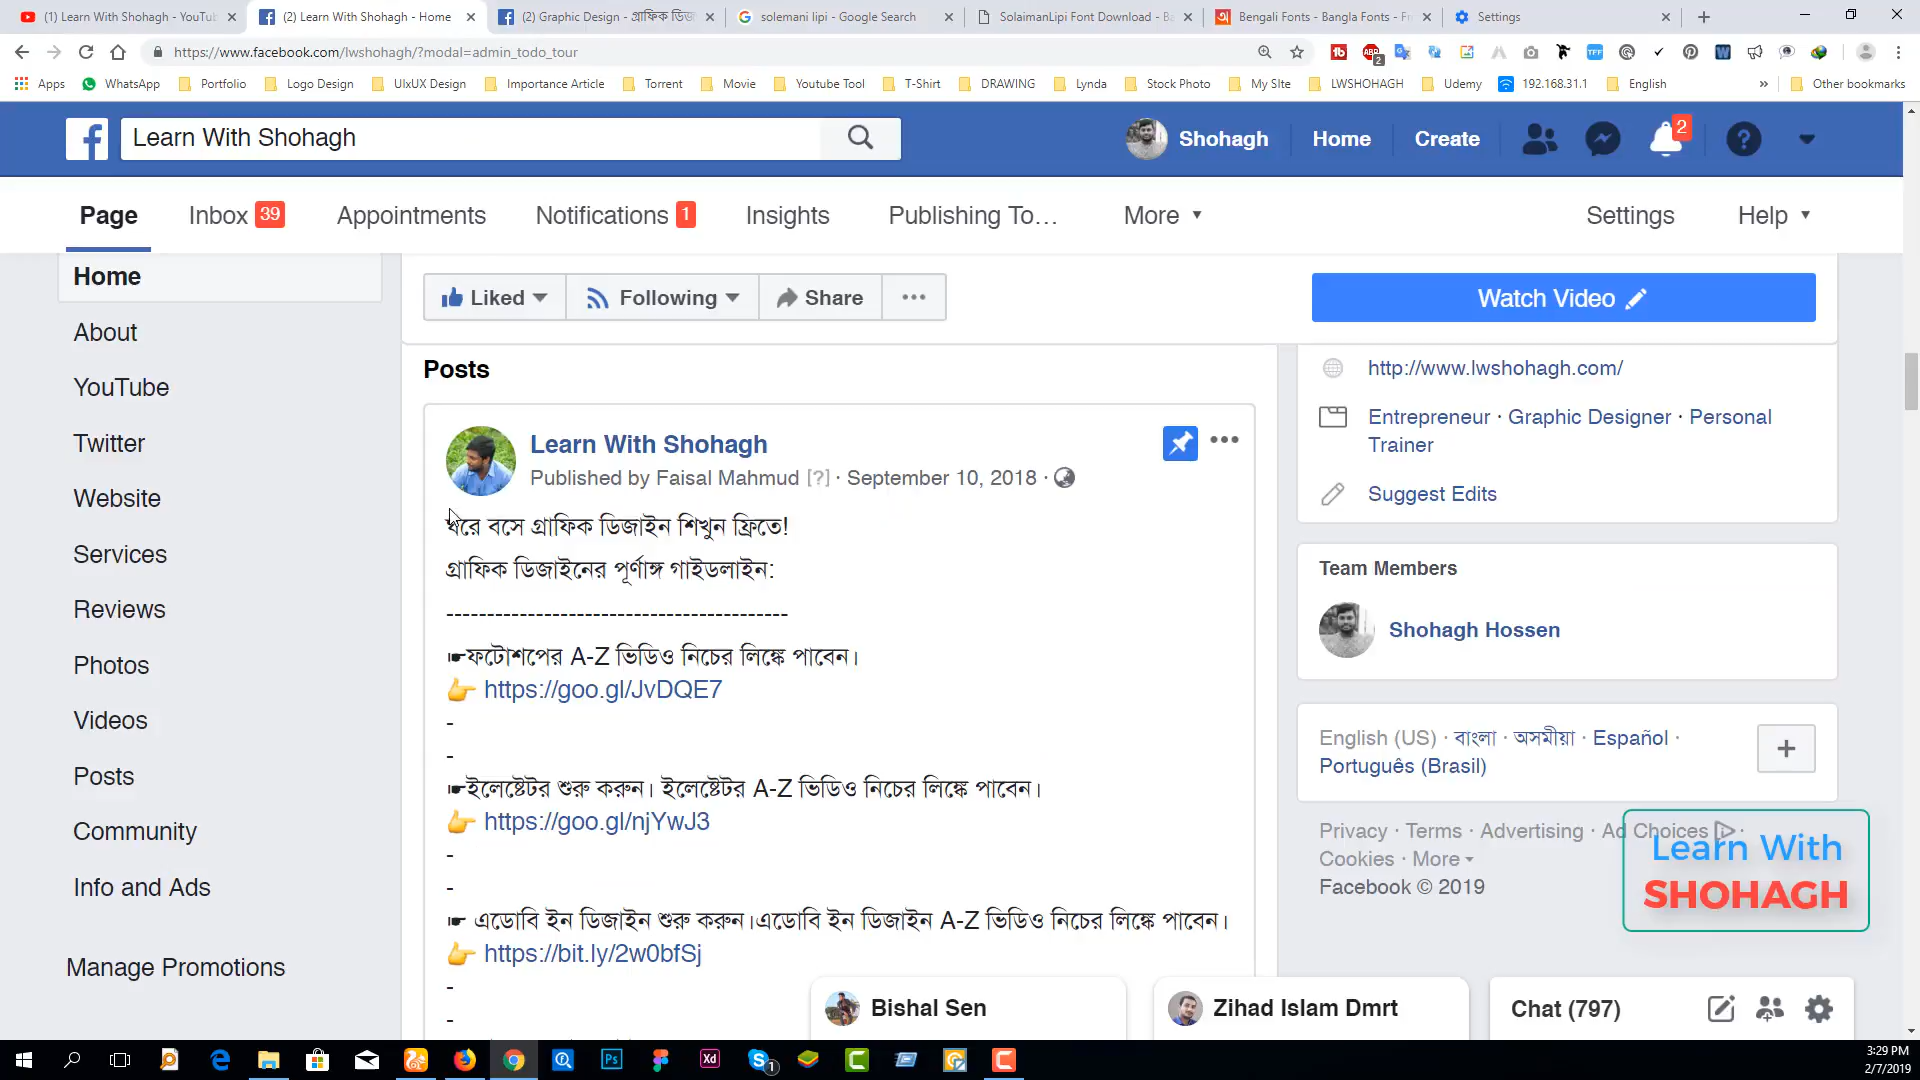 (1) Learn With Shohagh - YouTu
(2) Learn With Shohagh - Home
(2) Graphic Design - গ্রাফিক ডিজ
solemani lipi - Google Search
SolaimanLipi Font Download - B
Bengali Fonts - Bangla Fonts - Fr
Settings
https://www.facebook.com/lwshohagh/?modal=admin_todo_tour
Apps WhatsApp Portfolio Logo Design UIxUX Design Importance Article Torrent Movie Youtube Tool T-Shirt DRAWING Lynda Stock Photo My SIte LWSHOHAGH Udemy 192.168.31.1 English » Other bookmarks
Learn With Shohagh
Shohagh Home Create 2
Page Inbox 39 Appointments Notifications 1 Insights Publishing To… More Settings Help
Home
About
YouTube
Twitter
Website
Services
Reviews
Photos
Videos
Posts
Community
Info and Ads
Manage Promotions
Liked Following Share ···
Watch Video
Posts
Learn With Shohagh
Published by Faisal Mahmud [?] · September 10, 2018 ·
ঘরে বসে গ্রাফিক ডিজাইন শিখুন ফ্রিতে!
গ্রাফিক ডিজাইনের পূর্ণাঙ্গ গাইডলাইন:
------------------------------------------
☛ফটোশপের A-Z ভিডিও নিচের লিঙ্কে পাবেন।
👉 https://goo.gl/JvDQE7
-
-
☛ইলেষ্টেটর শুরু করুন। ইলেষ্টেটর A-Z ভিডিও নিচের লিঙ্কে পাবেন।
👉 https://goo.gl/njYwJ3
-
-
☛ এডোবি ইন ডিজাইন শুরু করুন।এডোবি ইন ডিজাইন A-Z ভিডিও নিচের লিঙ্কে পাবেন।
👉 https://bit.ly/2w0bfSj
-
-
http://www.lwshohagh.com/
Entrepreneur · Graphic Designer · Personal
Trainer
Suggest Edits
Team Members
Shohagh Hossen
English (US) · বাংলা · অসমীয়া · Español ·
Português (Brasil)
Privacy · Terms · Advertising · Ad Choices ·
Cookies · More
Facebook © 2019
Learn With
SHOHAGH
Bishal Sen
Zihad Islam Dmrt
Chat (797)
3:29 PM
2/7/2019